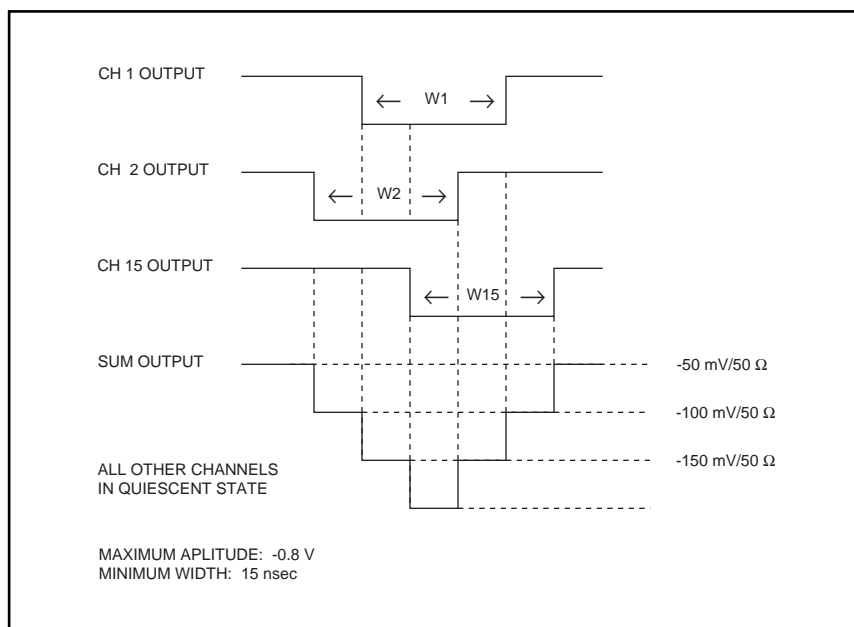 CH 1 OUTPUT
W1
CH 2 OUTPUT
W2
CH 15 OUTPUT
W15
SUM OUTPUT
-50 mV/50 Ω
-100 mV/50 Ω
-150 mV/50 Ω
ALL OTHER CHANNELS
IN QUIESCENT STATE
MAXIMUM APLITUDE: -0.8 V
MINIMUM WIDTH: 15 nsec